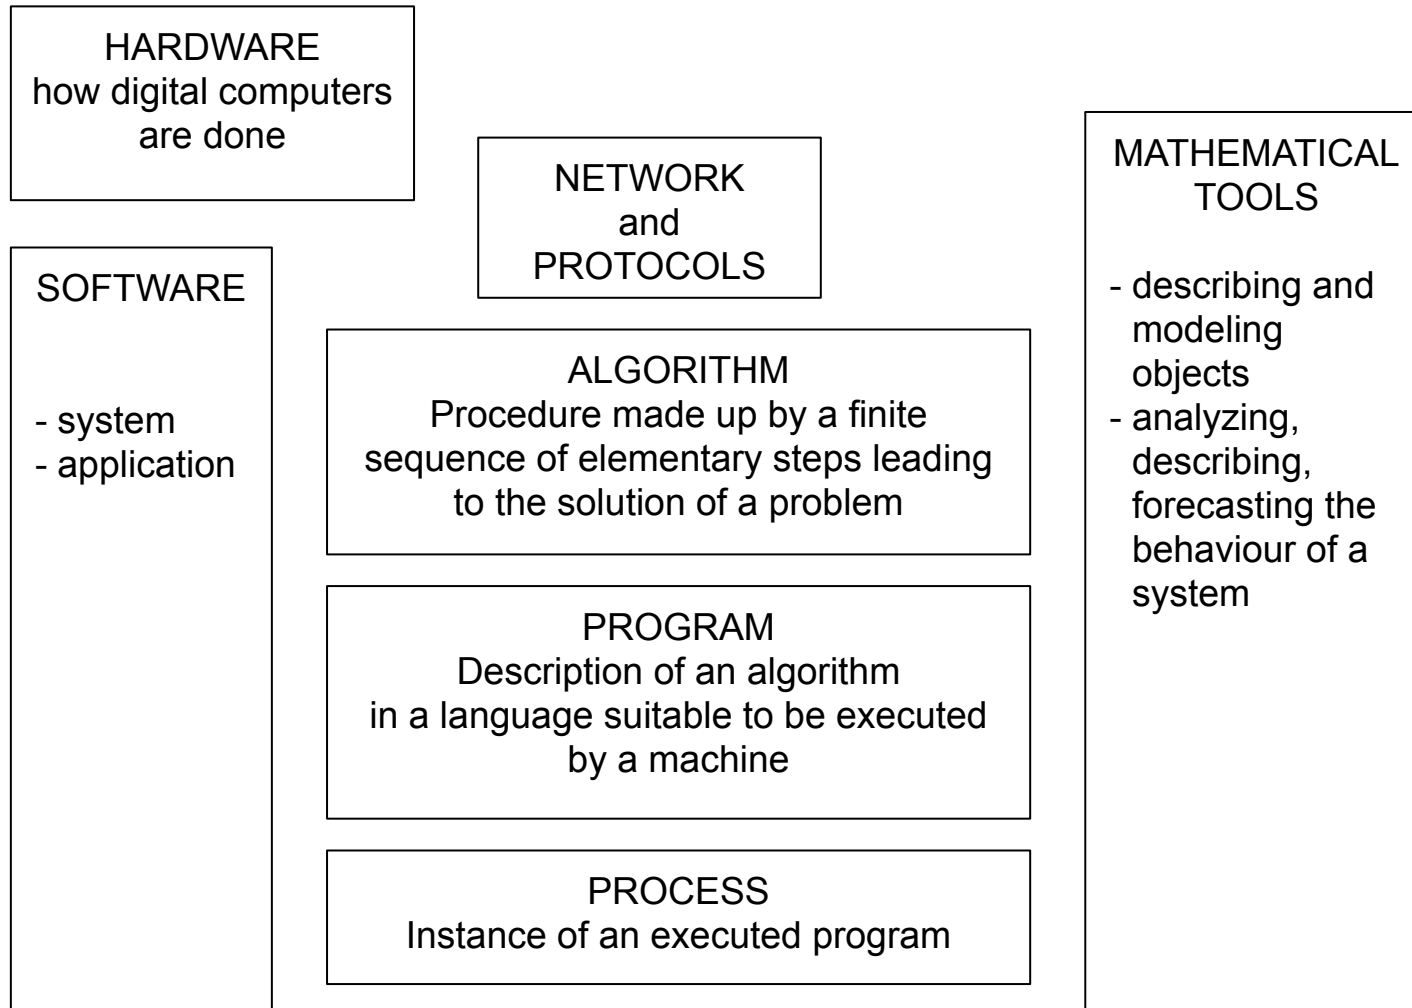 HARDWARE
how digital computers
are done
NETWORK
and
PROTOCOLS
MATHEMATICAL
TOOLS
- describing and
modeling
objects
- analyzing,
describing,
forecasting the
behaviour of a
system
SOFTWARE
- system
- application
ALGORITHM
Procedure made up by a finite
sequence of elementary steps leading
to the solution of a problem
PROGRAM
Description of an algorithm
in a language suitable to be executed
by a machine
PROCESS
Instance of an executed program